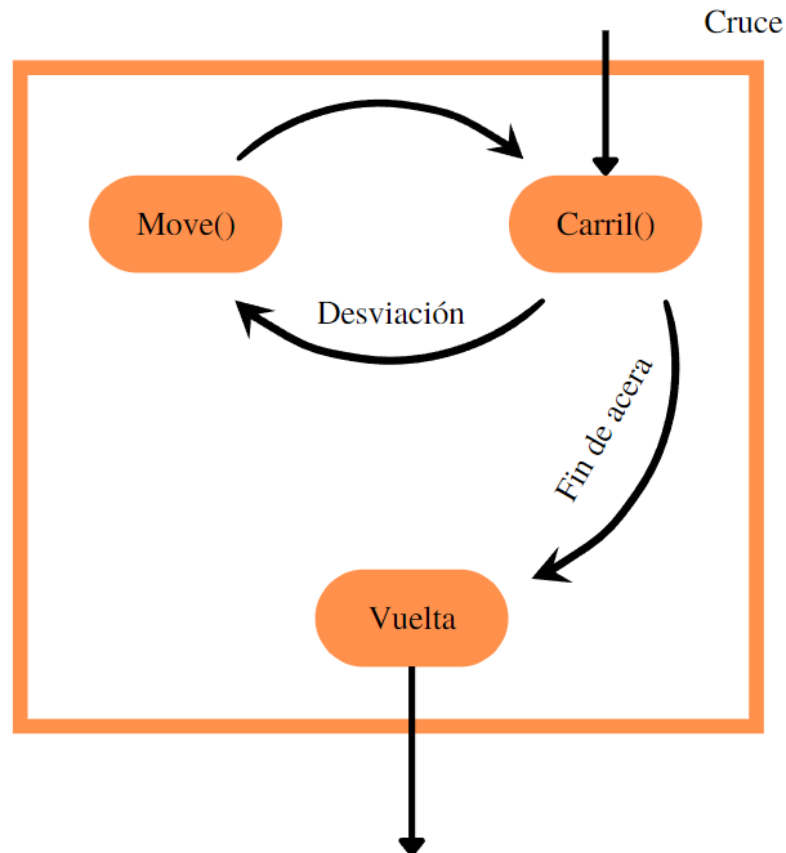 Cruce
Move()
Carril()
Desviación
Fin de acera
Vuelta